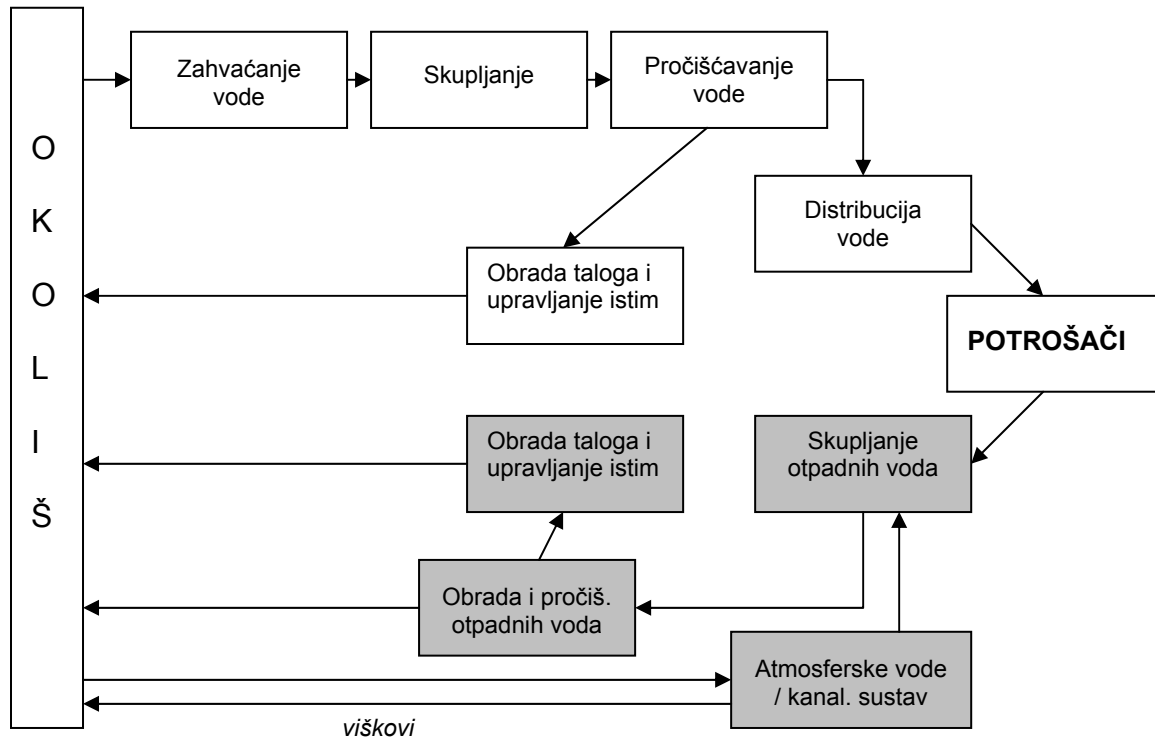 O
K
O
L
I
Š
Zahvaćanje
vode
Skupljanje
Pročišćavanje
vode
Distribucija
vode
Obrada taloga i
upravljanje istim
POTROŠAČI
Obrada taloga i
upravljanje istim
Skupljanje
otpadnih voda
Obrada i pročiš.
otpadnih voda
Atmosferske vode
/ kanal. sustav
viškovi